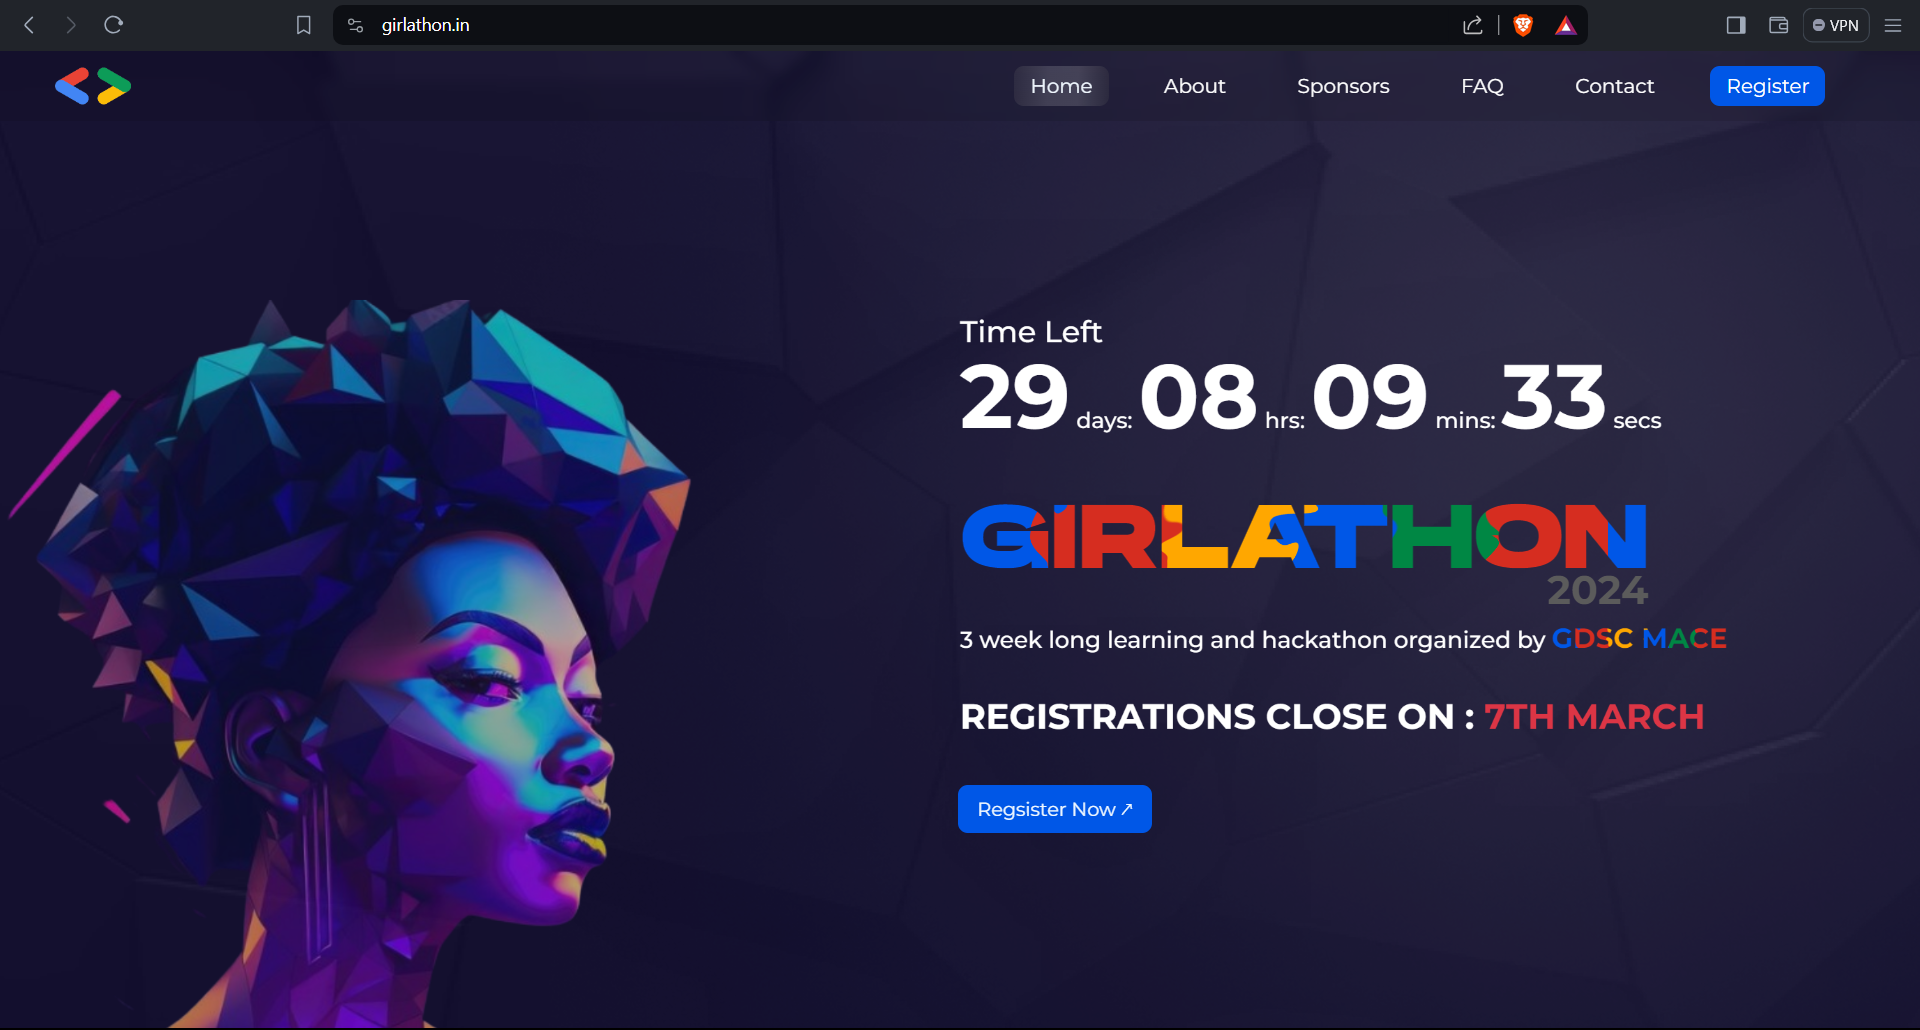 girlathon.in
VPN
Home About Sponsors FAQ Contact Register
Time Left
29 days: 08 hrs: 09 mins: 33 secs
GIRLATHON
2024
3 week long learning and hackathon organized by GDSC MACE
REGISTRATIONS CLOSE ON : 7TH MARCH
Regsister Now ↗